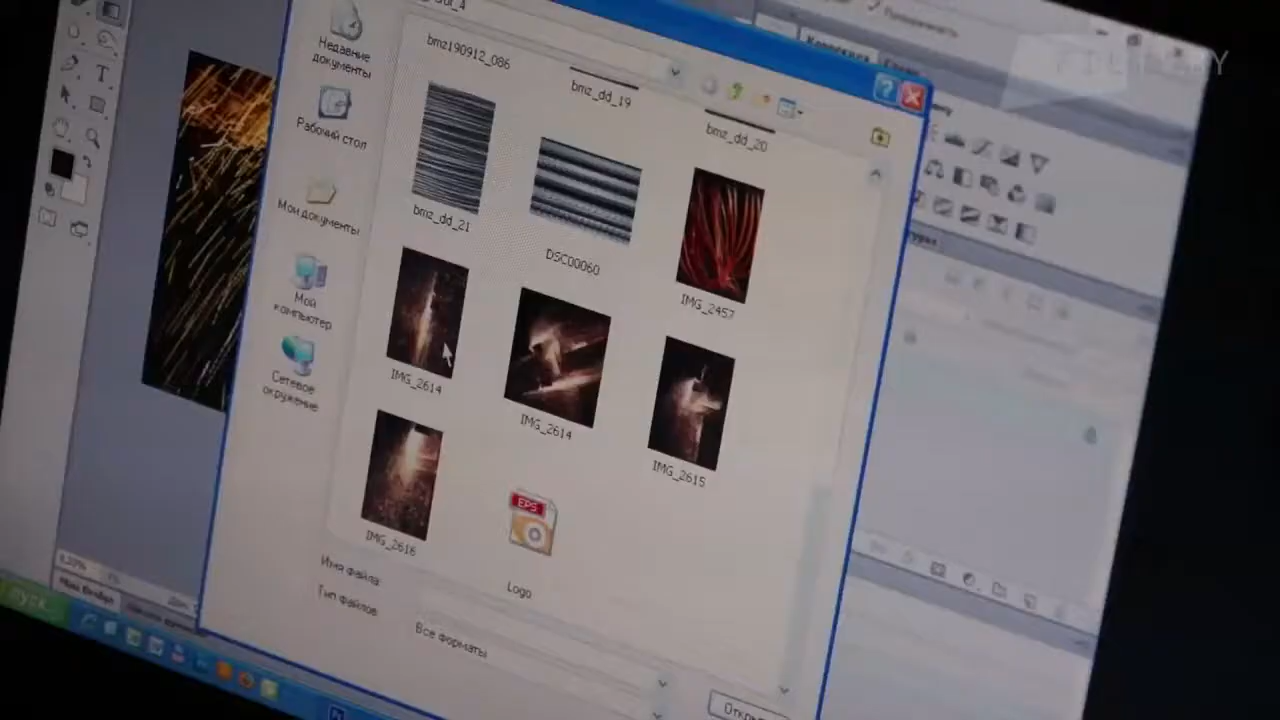 Недавние
документы
Рабочий стол
Мои документы
Мой
компьютер
Сетевое
окружение
bmz190912_086
bmz_dd_19
bmz_dd_20
bmz_dd_21
DSC00060
IMG_2457
IMG_2614
IMG_2614
IMG_2615
IMG_2616
EPS
Logo
Имя файла:
Тип файлов:
Все форматы
пуск